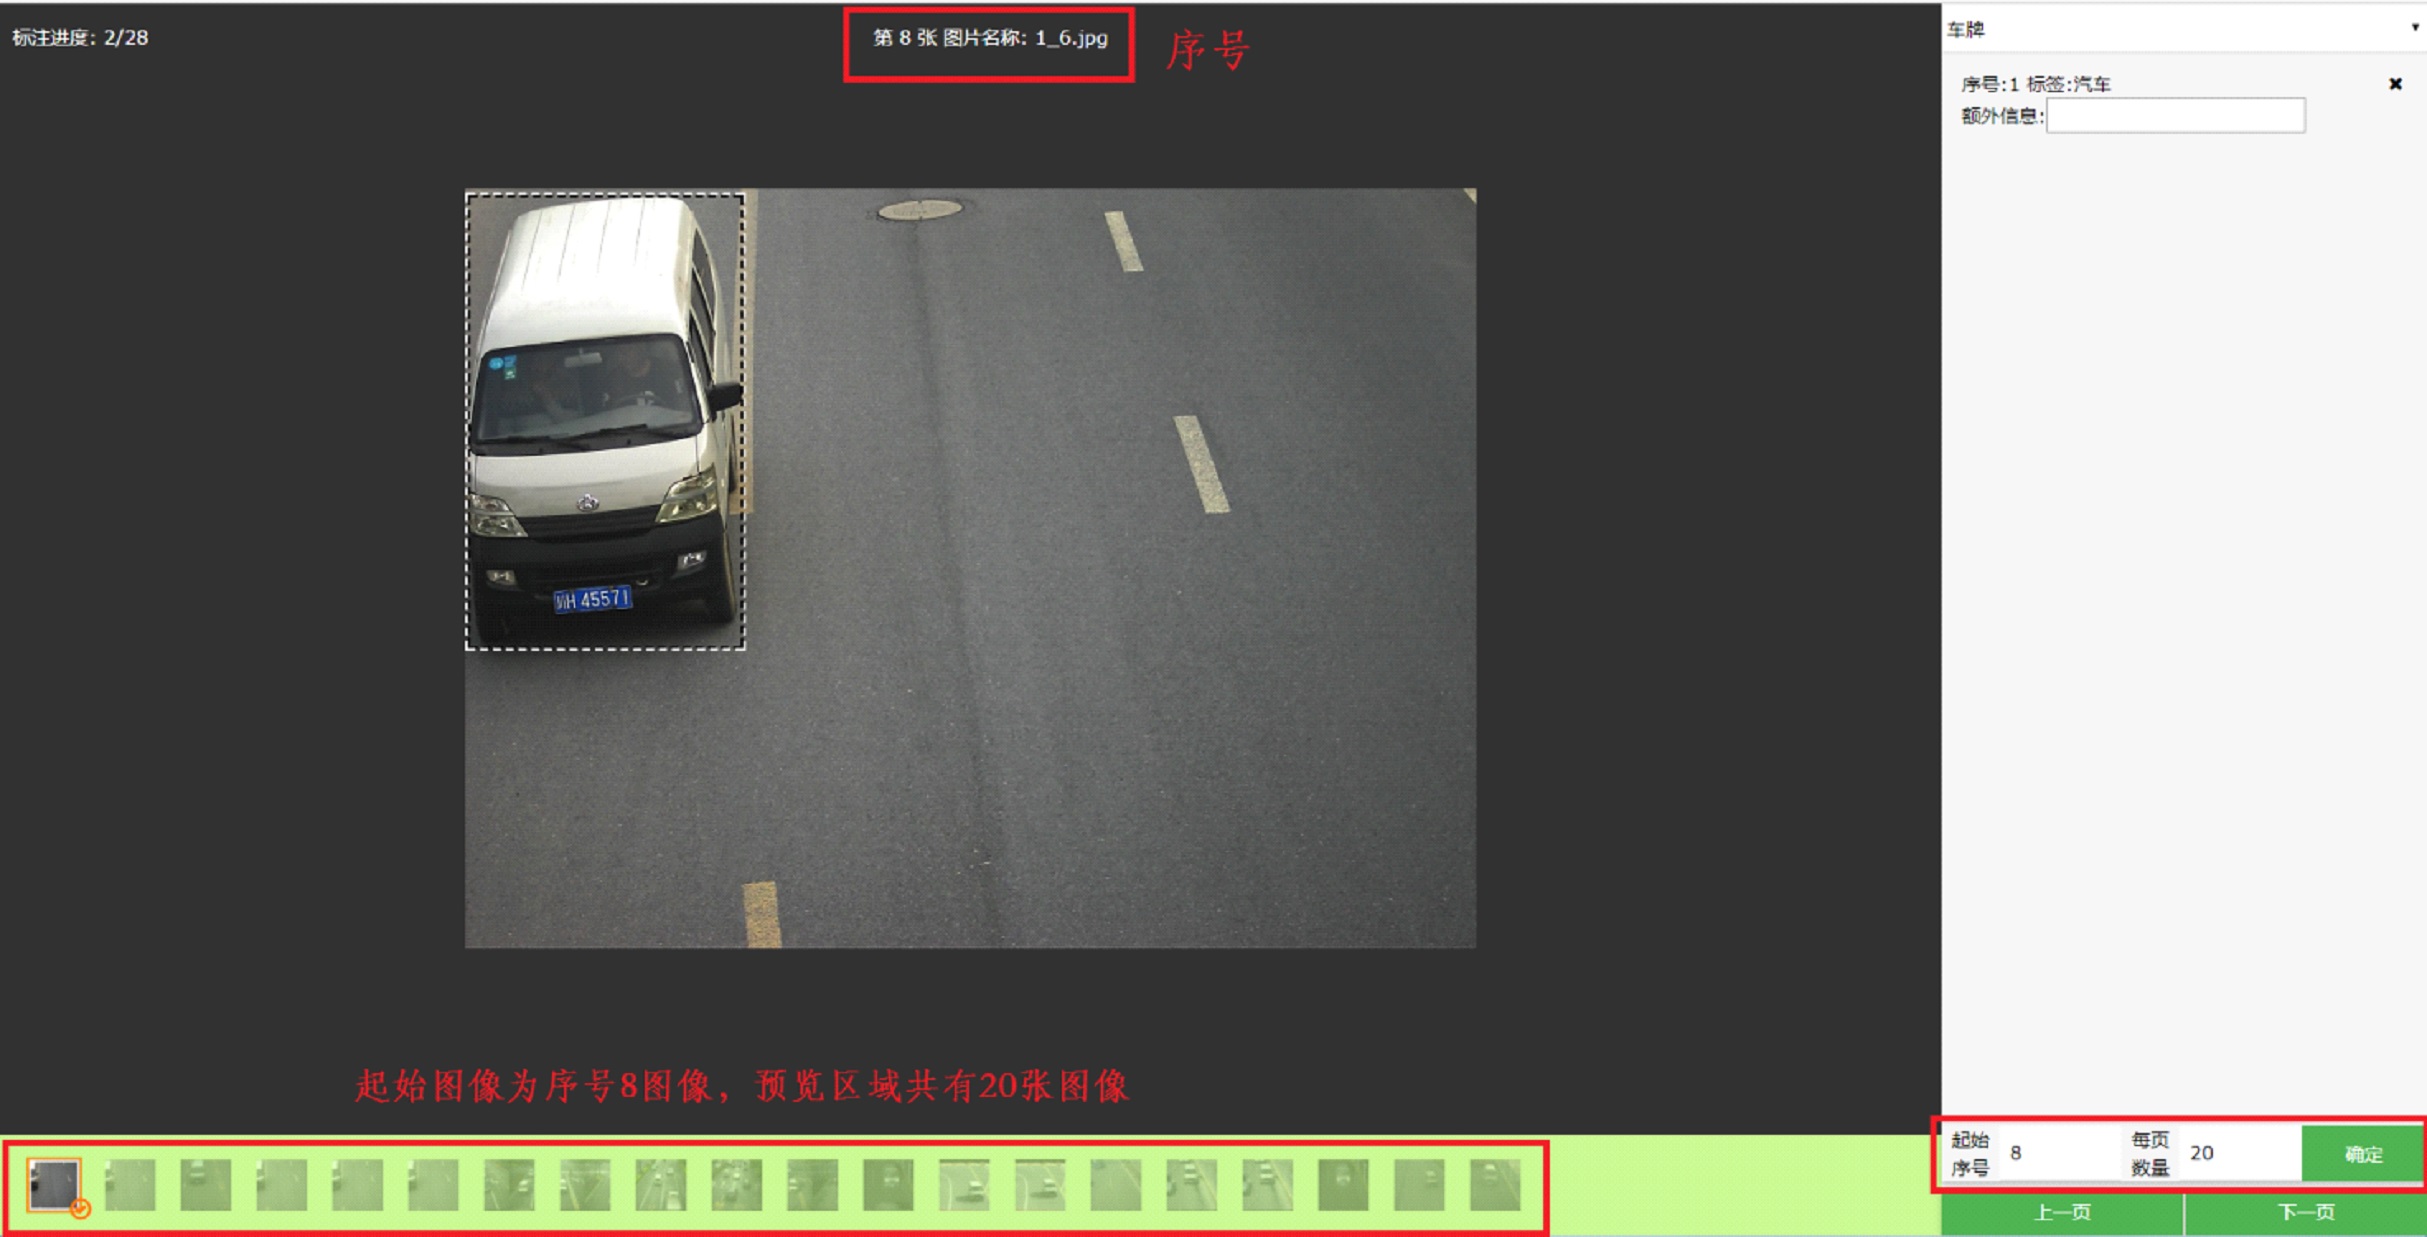 标注进度: 2/28
第 8 张 图片名称: 1_6.jpg
序号
车牌
序号:1 标签:汽车
额外信息:
H 45571
起始图像为序号8图像，预览区域共有20张图像
起始序号
8
每页数量
20
确定
上一页
下一页